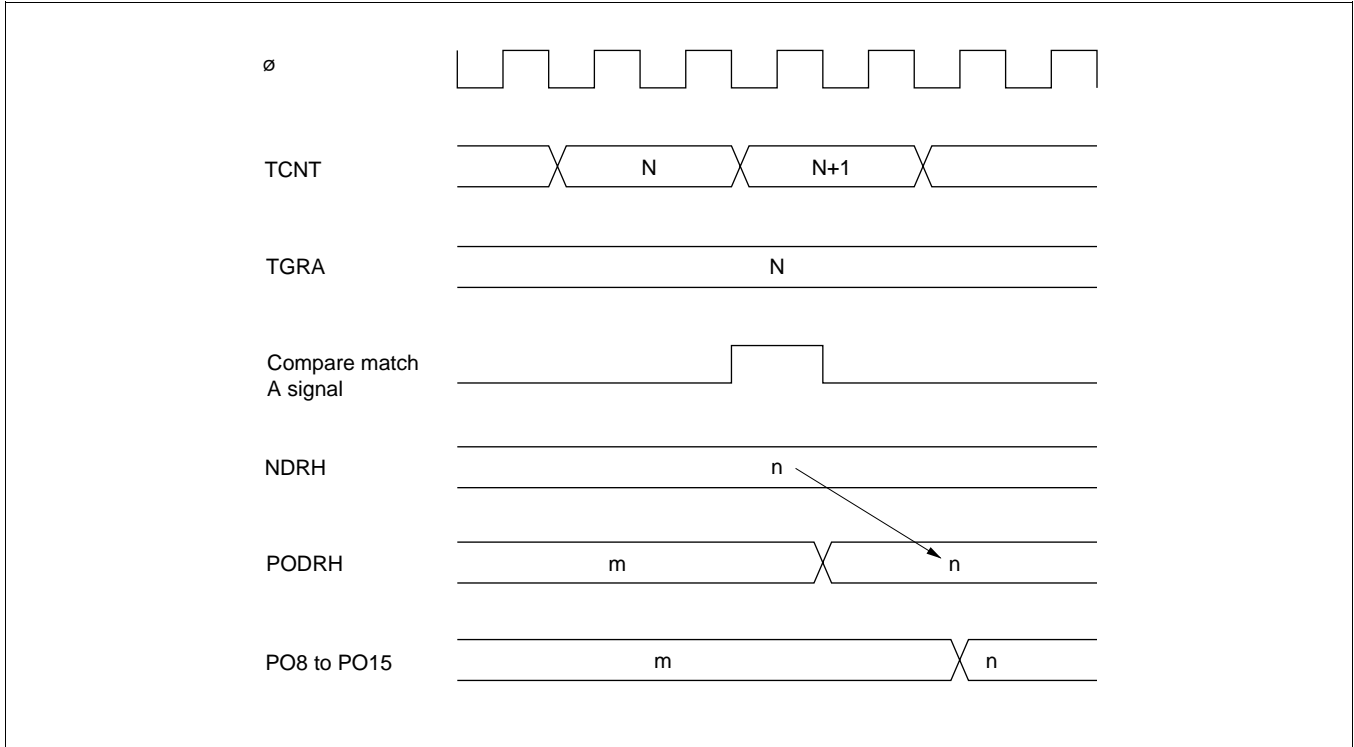 ø
TCNT N N+1
TGRA N
Compare match
A signal
NDRH n
PODRH m n
PO8 to PO15 m n